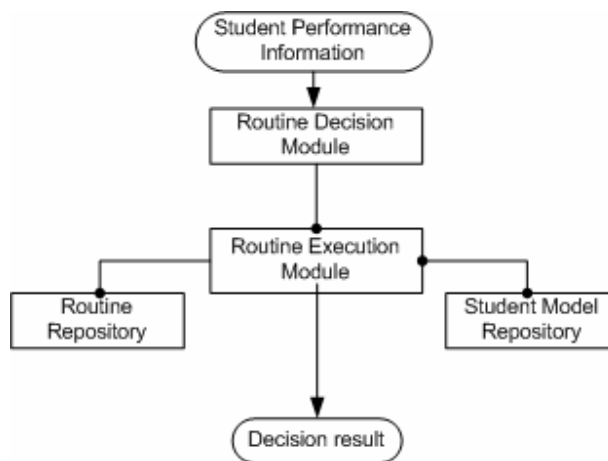 Student Performance
Information
Routine Decision
Module
Routine Execution
Module
Routine
Repository
Student Model
Repository
Decision result